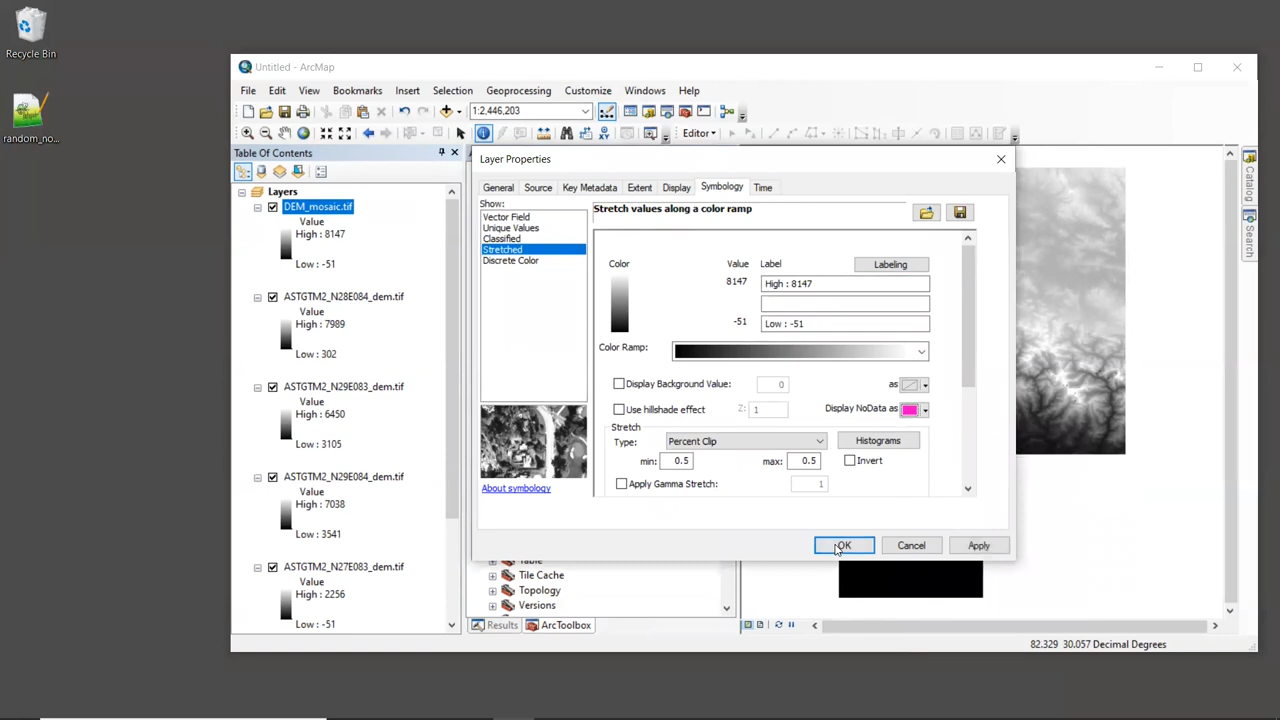 Recycle Bin
random_no...
Untitled - ArcMap
File Edit View Bookmarks Insert Selection Geoprocessing Customize Windows Help
1:2,446,203
Editor
Table Of Contents
Layers
DEM_mosaic.tif
Value
High : 8147
Low : -51
ASTGTM2_N28E084_dem.tif
Value
High : 7989
Low : 302
ASTGTM2_N29E083_dem.tif
Value
High : 6450
Low : 3105
ASTGTM2_N29E084_dem.tif
Value
High : 7038
Low : 3541
ASTGTM2_N27E083_dem.tif
Value
High : 2256
Low : -51
Layer Properties
General Source Key Metadata Extent Display Symbology Time
Show:
Vector Field
Unique Values
Classified
Stretched
Discrete Color
About symbology
Stretch values along a color ramp
Color Value Label Labeling
8147 High : 8147
-51 Low : -51
Color Ramp:
Display Background Value: 0 as
Use hillshade effect Z: 1 Display NoData as
Stretch
Type: Percent Clip Histograms
min: 0.5 max: 0.5 Invert
Apply Gamma Stretch: 1
OK Cancel Apply
Tile Cache
Topology
Versions
Results ArcToolbox
Catalog
Search
82.329 30.057 Decimal Degrees